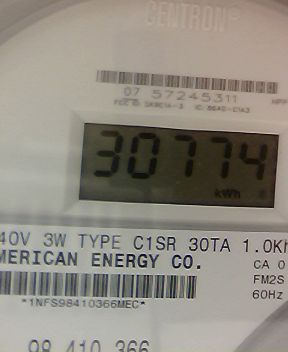 CENTRON®
07 57245311
30774
kWh
40V 3W TYPE C1SR 30TA 1.0Kh
MERICAN ENERGY CO.
CA 0
FM2S
60Hz
*1NFS98410366MEC*
98 410 366